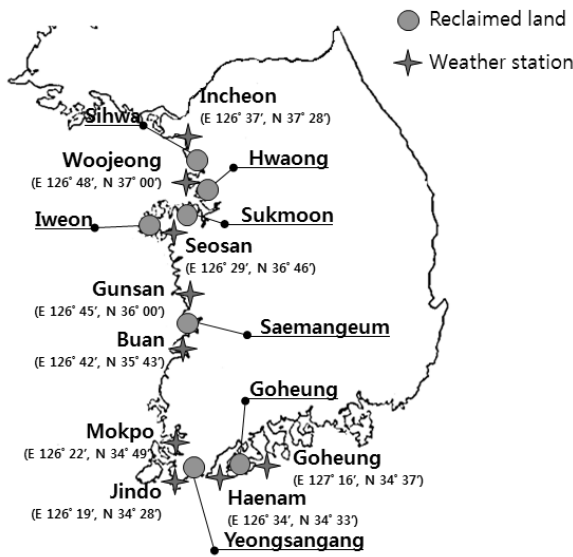 Reclaimed land
Weather station
Incheon
(E 126˚ 37′, N 37˚ 28′)
Sihwa
Woojeong
(E 126˚ 48′, N 37˚ 00′)
Hwaong
Iweon
Sukmoon
Seosan
(E 126˚ 29′, N 36˚ 46′)
Gunsan
(E 126˚ 45′, N 36˚ 00′)
Saemangeum
Buan
(E 126˚ 42′, N 35˚ 43′)
Goheung
Mokpo
(E 126˚ 22′, N 34˚ 49′)
Goheung
(E 127˚ 16′, N 34˚ 37′)
Jindo
(E 126˚ 19′, N 34˚ 28′)
Haenam
(E 126˚ 34′, N 34˚ 33′)
Yeongsangang